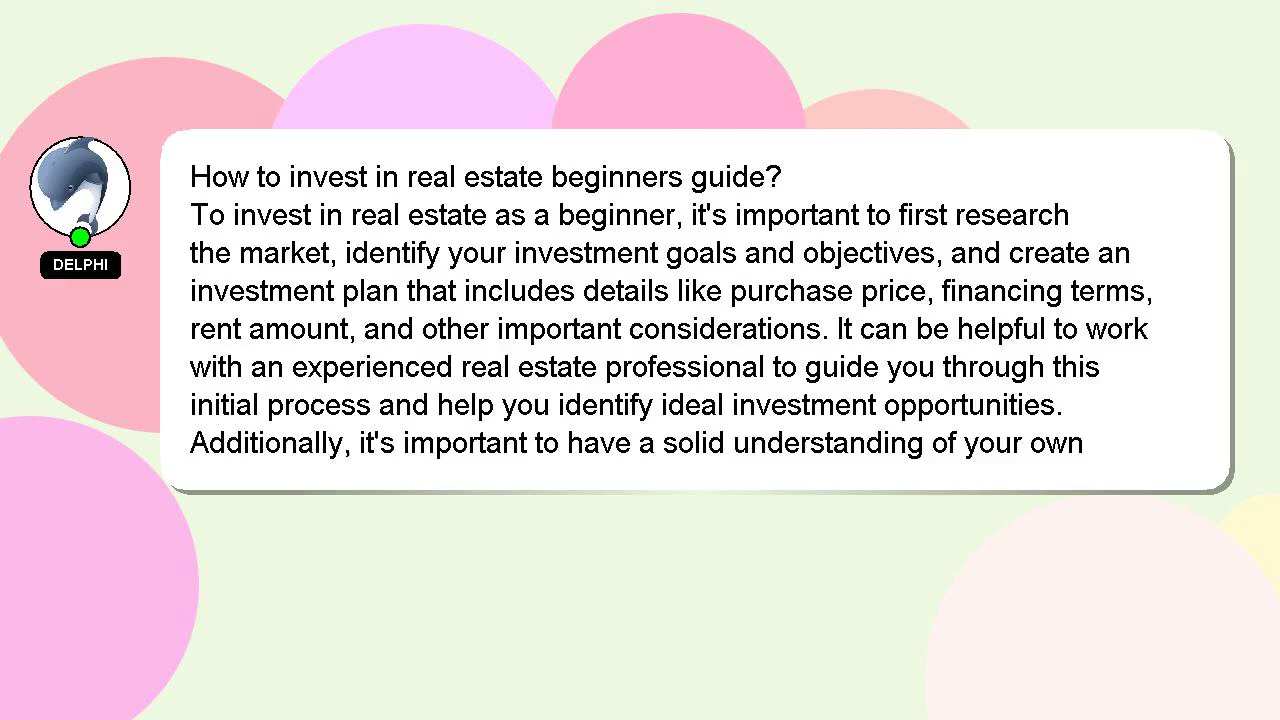 How to invest in real estate beginners guide?
To invest in real estate as a beginner, it's important to first research
the market, identify your investment goals and objectives, and create an
investment plan that includes details like purchase price, financing terms,
rent amount, and other important considerations. It can be helpful to work
with an experienced real estate professional to guide you through this
initial process and help you identify ideal investment opportunities.
Additionally, it's important to have a solid understanding of your own
DELPHI